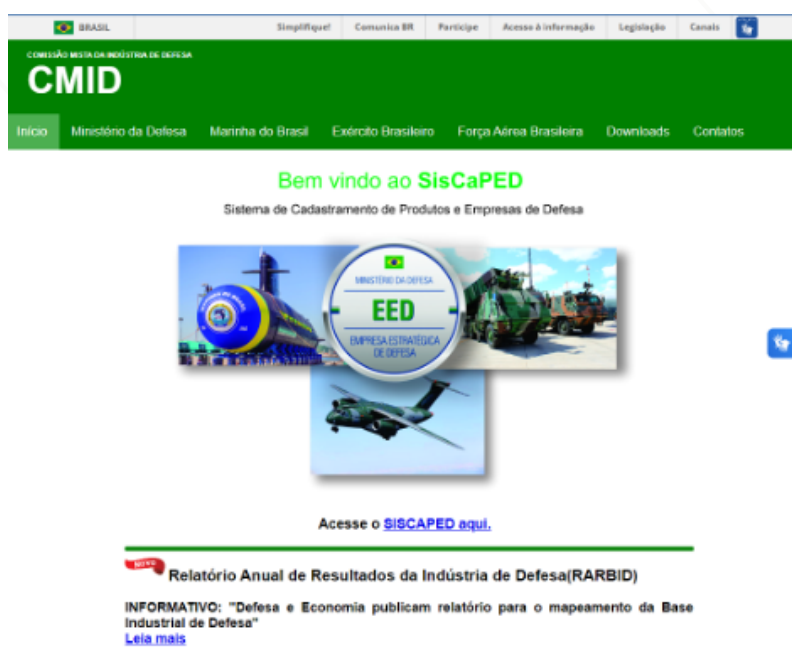 BRASIL Simplifique! Comunica BR Participe Acesso à informação Legislação Canais
COMISSÃO MISTA DA INDÚSTRIA DE DEFESA
CMID
Início Ministério da Defesa Marinha do Brasil Exército Brasileiro Força Aérea Brasileira Downloads Contatos
Bem vindo ao SisCaPED
Sistema de Cadastramento de Produtos e Empresas de Defesa
MINISTÉRIO DA DEFESA
EED
EMPRESA ESTRATÉGICA
DE DEFESA
Acesse o SISCAPED aqui.
NOVO
Relatório Anual de Resultados da Indústria de Defesa(RARBID)
INFORMATIVO: "Defesa e Economia publicam relatório para o mapeamento da Base
Industrial de Defesa"
Leia mais